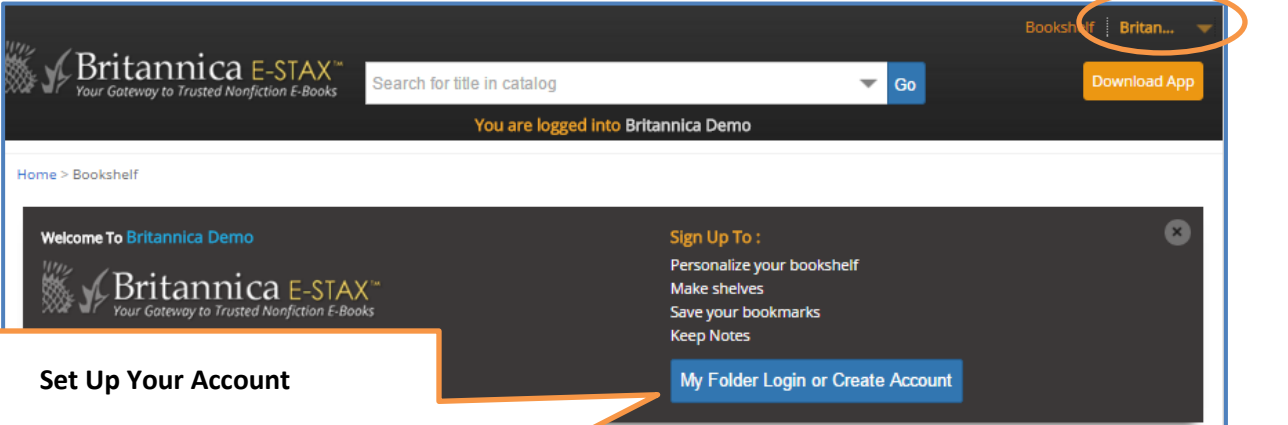 Bookshelf Britan...
Britannica E-STAX™
Your Gateway to Trusted Nonfiction E-Books
Search for title in catalog
Go
Download App
You are logged into Britannica Demo
Home > Bookshelf
Welcome To Britannica Demo
Britannica E-STAX™
Your Gateway to Trusted Nonfiction E-Books
Sign Up To :
Personalize your bookshelf
Make shelves
Save your bookmarks
Keep Notes
My Folder Login or Create Account
Set Up Your Account